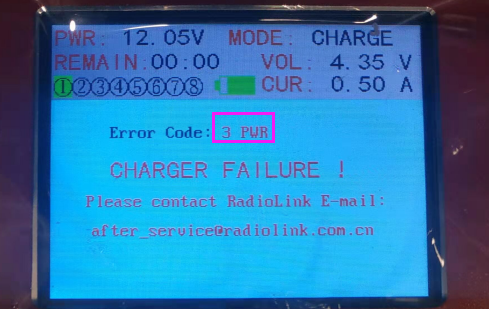 PWR: 12.05V MODE: CHARGE
REMAIN:00:00 VOL: 4.35 V
①②③④⑤⑥⑦⑧ CUR: 0.50 A
Error Code: 3 PWR
CHARGER FAILURE !
Please contact RadioLink E-mail:
after_service@radiolink.com.cn